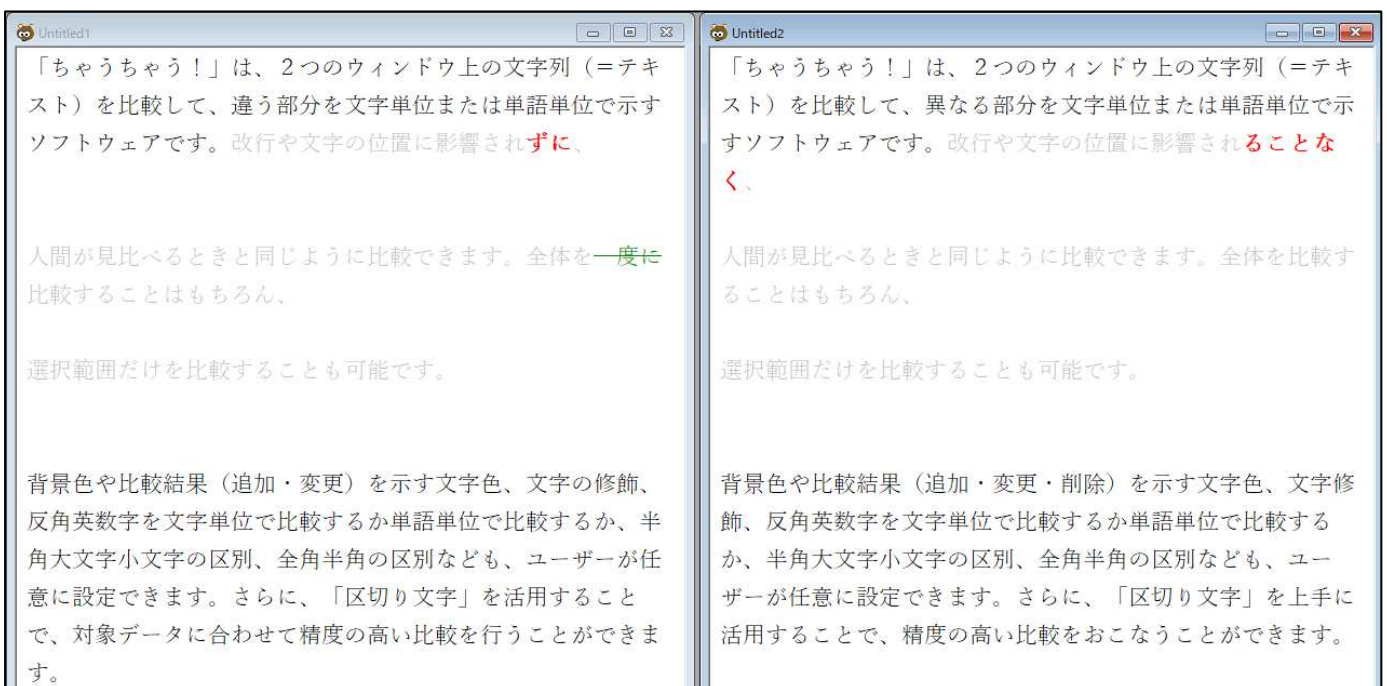 Untitled1
「ちゃうちゃう！」は、２つのウィンドウ上の文字列（＝テキ
スト）を比較して、違う部分を文字単位または単語単位で示す
ソフトウェアです。改行や文字の位置に影響されずに、
人間が見比べるときと同じように比較できます。全体を一度に
比較することはもちろん、
選択範囲だけを比較することも可能です。
背景色や比較結果（追加・変更）を示す文字色、文字の修飾、
反角英数字を文字単位で比較するか単語単位で比較するか、半
角大文字小文字の区別、全角半角の区別なども、ユーザーが任
意に設定できます。さらに、「区切り文字」を活用すること
で、対象データに合わせて精度の高い比較を行うことができま
す。
Untitled2
「ちゃうちゃう！」は、２つのウィンドウ上の文字列（＝テキ
スト）を比較して、異なる部分を文字単位または単語単位で示
すソフトウェアです。改行や文字の位置に影響されることな
く、
人間が見比べるときと同じように比較できます。全体を比較す
ることはもちろん、
選択範囲だけを比較することも可能です。
背景色や比較結果（追加・変更・削除）を示す文字色、文字修
飾、反角英数字を文字単位で比較するか単語単位で比較する
か、半角大文字小文字の区別、全角半角の区別なども、ユー
ザーが任意に設定できます。さらに、「区切り文字」を上手に
活用することで、精度の高い比較をおこなうことができます。